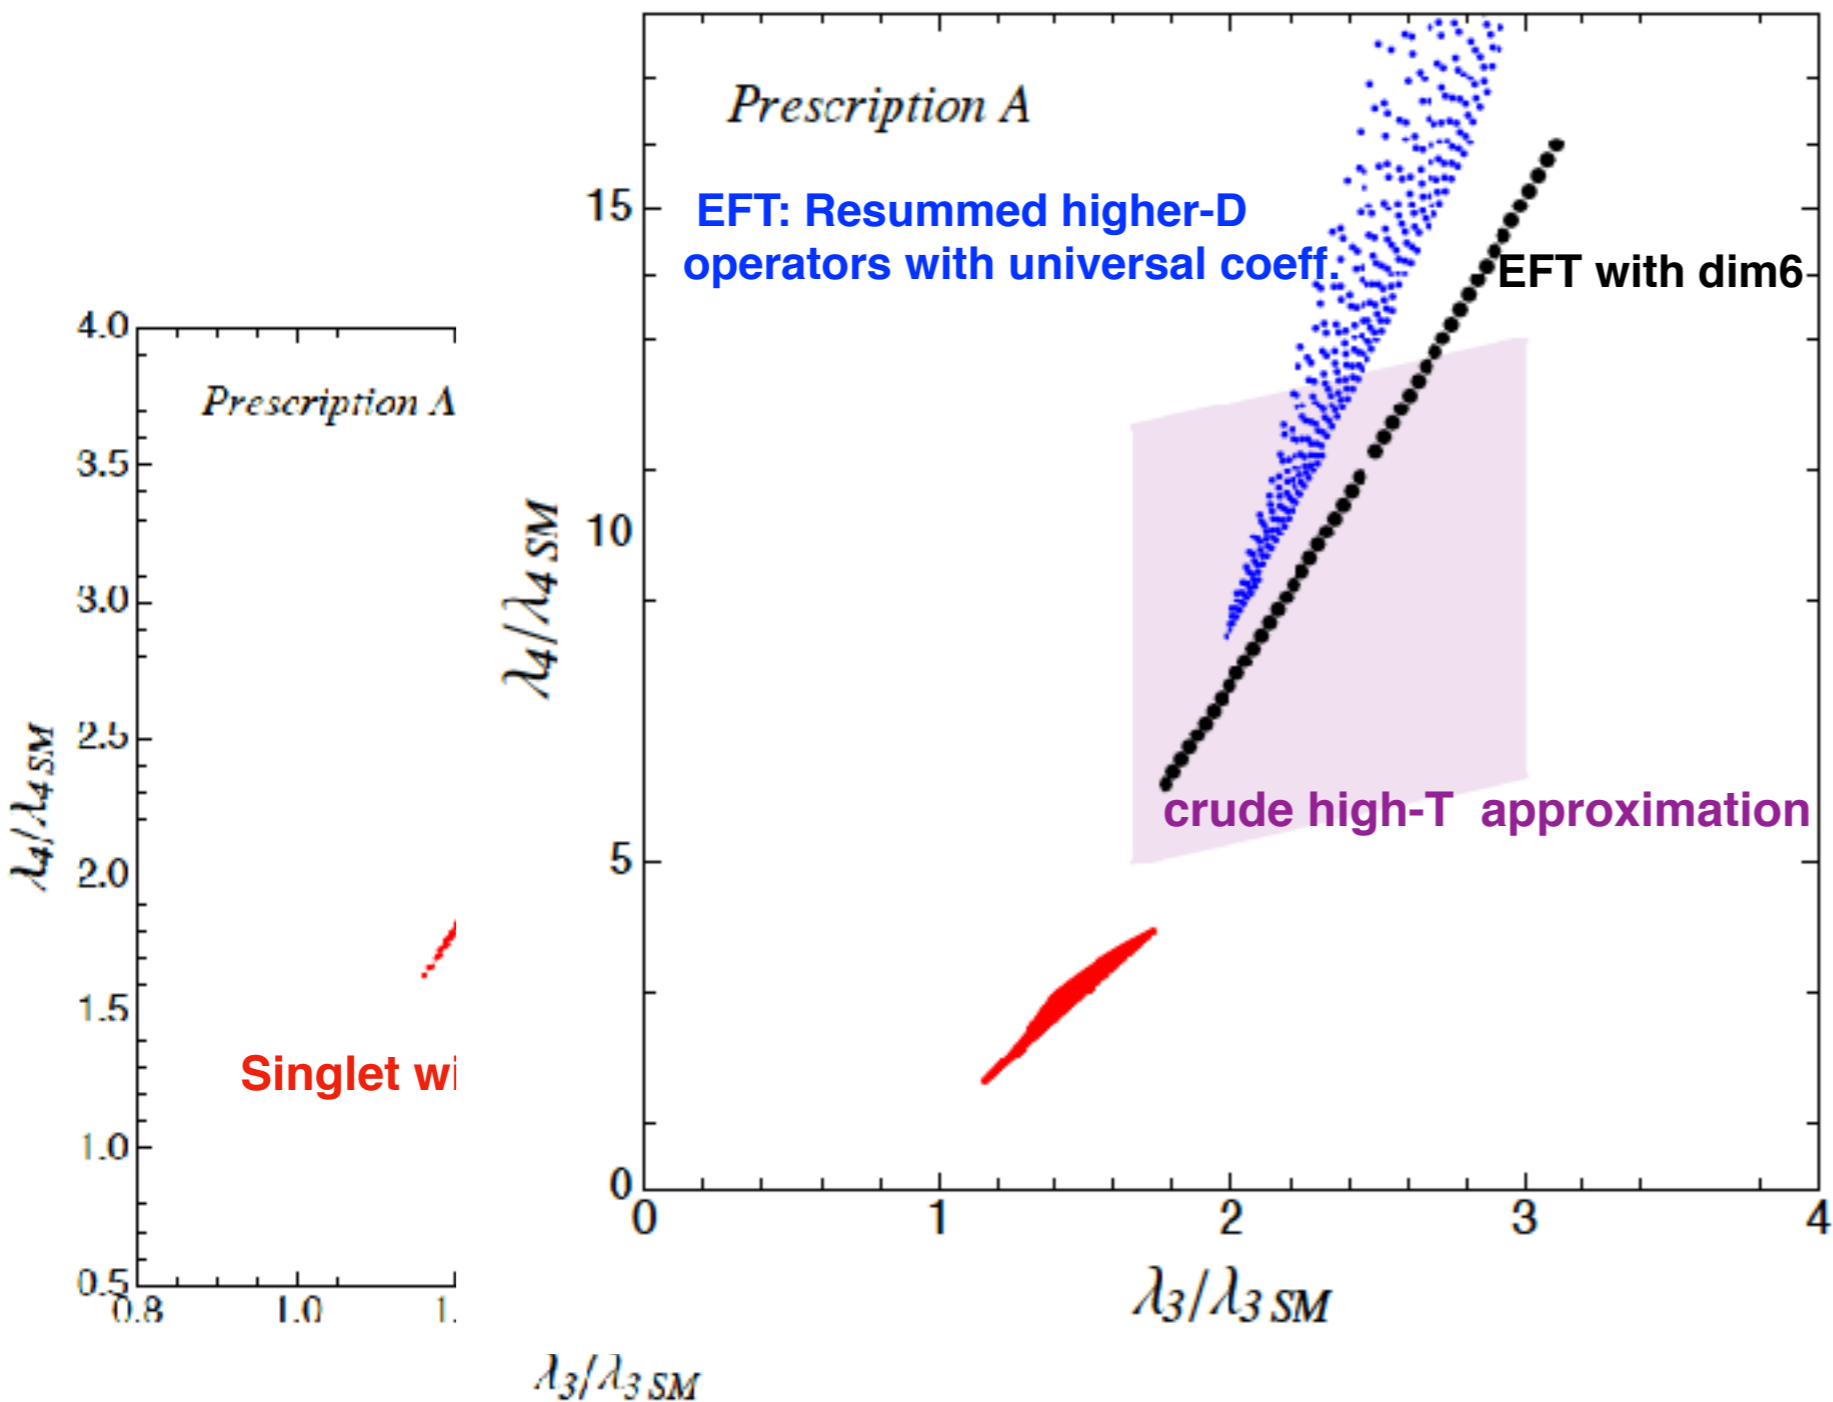 Prescription A
15
EFT: Resummed higher-D
operators with universal coeff.
EFT with dim6
10
λ4/λ4 SM
crude high-T approximation
5
0
0 1 2 3 4
λ3/λ3 SM
4.0
Prescription A
3.5
3.0
2.5
λ4/λ4 SM
2.0
1.5
Singlet wi
1.0
0.5
0.8 1.0 1.
λ3/λ3 SM